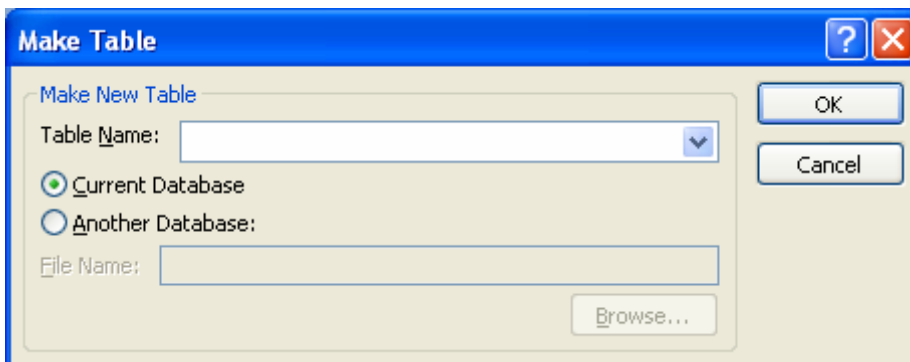 Make Table
Make New Table
OK
Table Name:
Cancel
Current Database
Another Database:
File Name:
Browse...